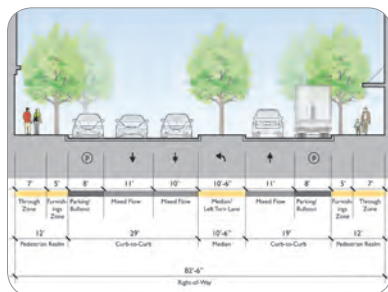 P P
7' 5' 8' 11' 10' 10'-6" 11' 8' 5' 7'
Through Zone Furnishings Zone Parking/ Bulbout Mixed Flow Mixed Flow Median/ Left Turn Lane Mixed Flow Parking/ Bulbout Furnishings Zone Through Zone
12' 29' 10'-6" 19' 12'
Pedestrian Realm Curb-to-Curb Median Curb-to-Curb Pedestrian Realm
82'-6"
Right-of-Way